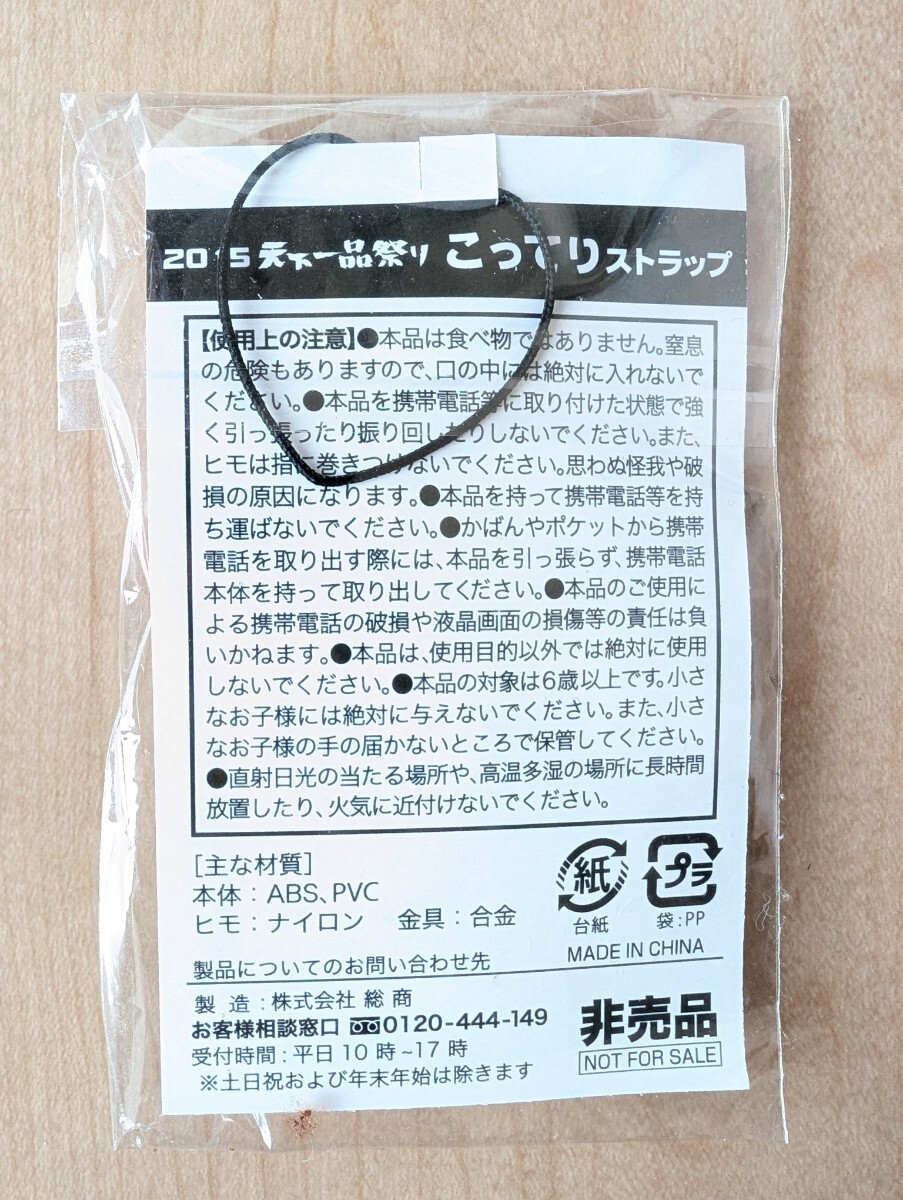 2015 天下一品祭り こってりストラップ
【使用上の注意】●本品は食べ物ではありません。窒息
の危険もありますので、口の中には絶対に入れないで
ください。●本品を携帯電話等に取り付けた状態で強
く引っ張ったり振り回したりしないでください。また、
ヒモは指に巻きつけないでください。思わぬ怪我や破
損の原因になります。●本品を持って携帯電話等を持
ち運ばないでください。●かばんやポケットから携帯
電話を取り出す際には、本品を引っ張らず、携帯電話
本体を持って取り出してください。●本品のご使用に
よる携帯電話の破損や液晶画面の損傷等の責任は負
いかねます。●本品は、使用目的以外では絶対に使用
しないでください。●本品の対象は6歳以上です。小さ
なお子様には絶対に与えないでください。また、小さ
なお子様の手の届かないところで保管してください。
●直射日光の当たる場所や、高温多湿の場所に長時間
放置したり、火気に近付けないでください。
[主な材質]
本体：ABS、PVC
ヒモ：ナイロン 金具：合金
紙 プラ
台紙 袋:PP
MADE IN CHINA
製品についてのお問い合わせ先
製 造：株式会社 総 商
お客様相談窓口 0120-444-149
受付時間：平日 10 時〜17 時
※土日祝および年末年始は除きます
非売品
NOT FOR SALE